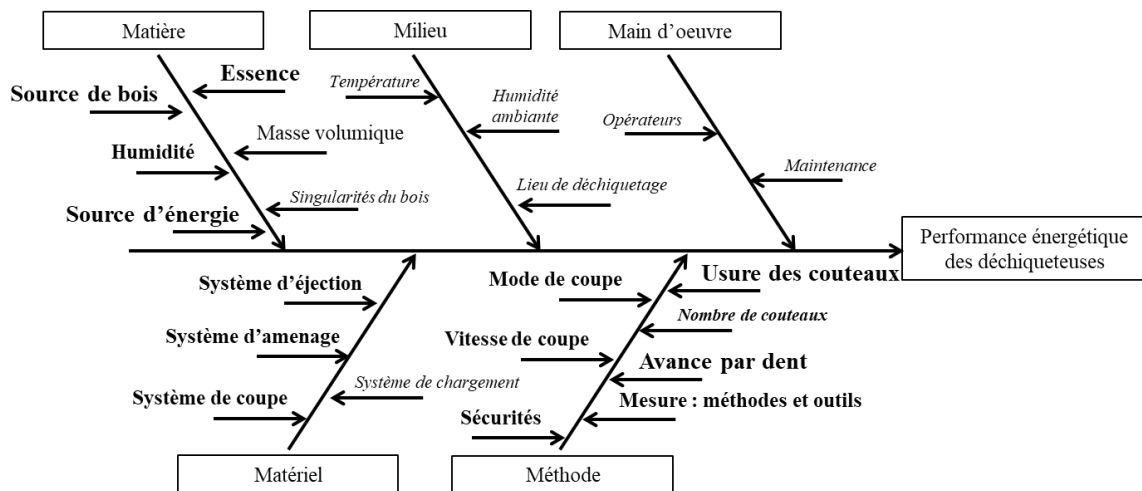 Matière
Milieu
Main d'oeuvre
Essence
Source de bois
Température
Humidité
ambiante
Opérateurs
Masse volumique
Humidité
Maintenance
Singularités du bois
Lieu de déchiquetage
Source d'énergie
Performance énergétique
des déchiqueteuses
Système d'éjection
Mode de coupe
Usure des couteaux
Nombre de couteaux
Système d'amenage
Vitesse de coupe
Avance par dent
Système de chargement
Système de coupe
Mesure : méthodes et outils
Sécurités
Matériel
Méthode